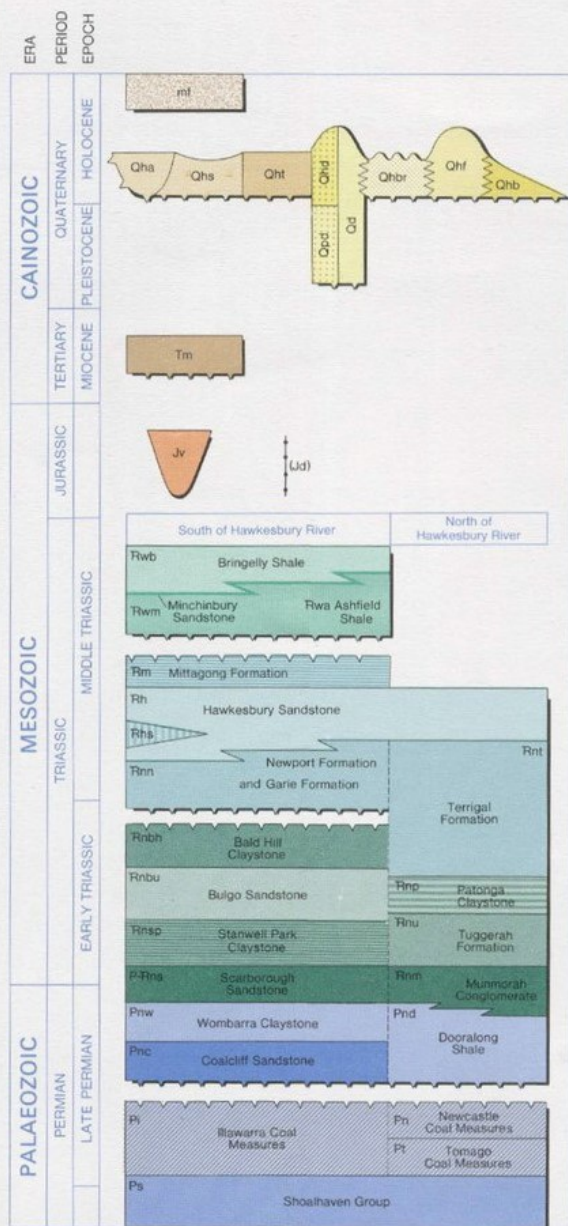 ERA
PERIOD
EPOCH
CAINOZOIC
QUATERNARY
HOLOCENE
PLEISTOCENE
TERTIARY
MIOCENE
MESOZOIC
JURASSIC
TRIASSIC
MIDDLE TRIASSIC
EARLY TRIASSIC
PALAEOZOIC
PERMIAN
LATE PERMIAN
mf
Qha
Qhs
Qht
Qhd
Qpd
Qd
Qhbr
Qhf
Qhb
Tm
Jv
(Jd)
South of Hawkesbury River
North of
Hawkesbury River
Rwb
Bringelly Shale
Rwm
Minchinbury
Sandstone
Rwa Ashfield
Shale
Rm
Mittagong Formation
Rh
Hawkesbury Sandstone
Rhs
Rnn
Newport Formation
and Garie Formation
Rnt
Terrigal
Formation
Rnbh
Bald Hill
Claystone
Rnbu
Bulgo Sandstone
Rnp
Patonga
Claystone
Rnsp
Stanwell Park
Claystone
Rnu
Tuggerah
Formation
P-Rns
Scarborough
Sandstone
Rnm
Munmorah
Conglomerate
Pnw
Wombarra Claystone
Pnd
Dooralong
Shale
Pnc
Coalcliff Sandstone
Pi
Illawarra Coal
Measures
Pn
Newcastle
Coal Measures
Pt
Tomago
Coal Measures
Ps
Shoalhaven Group